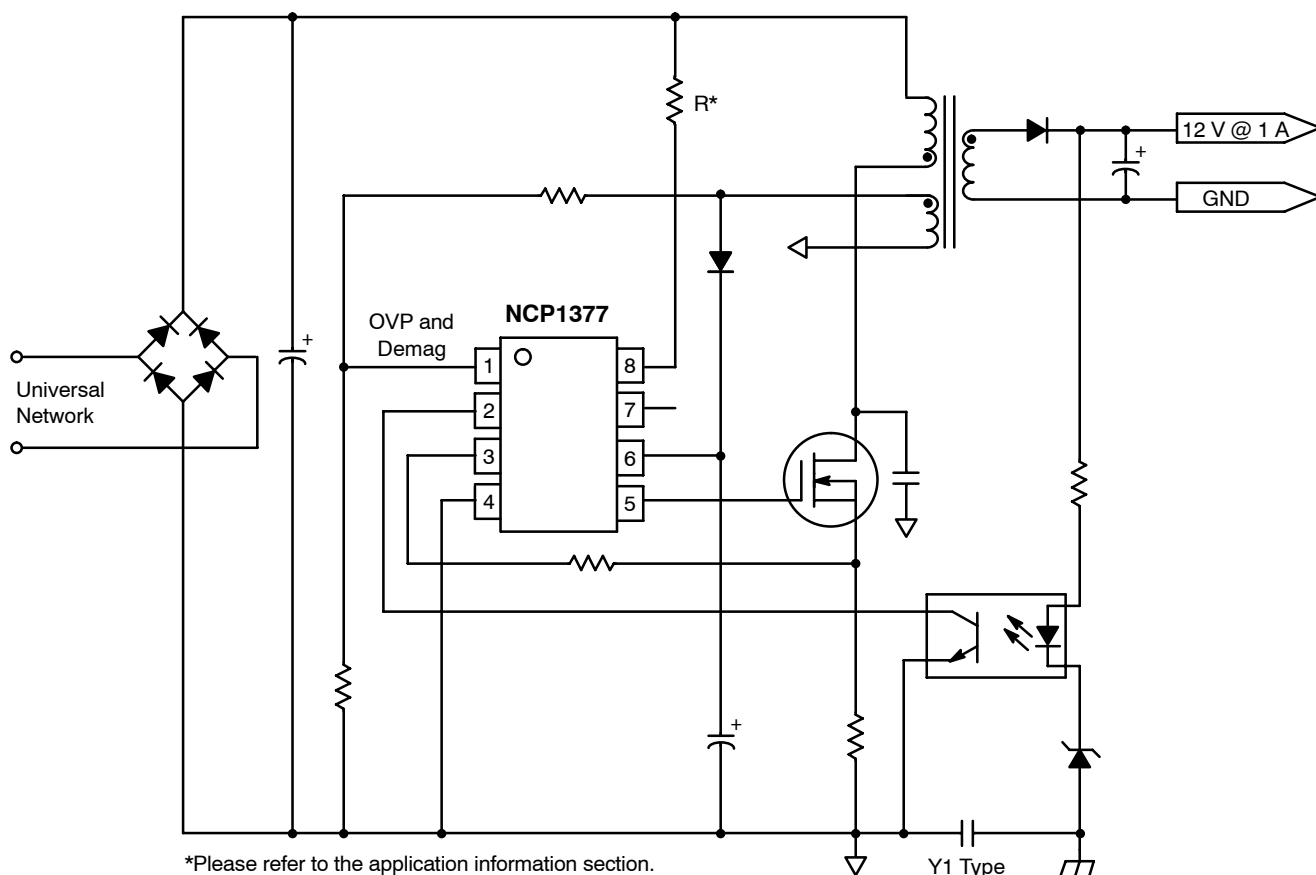 R*
12 V @ 1 A
+
GND
NCP1377
OVP and
Demag
+
1
8
Universal
Network
2
7
3
6
4
5
+
*Please refer to the application information section.
Y1 Type